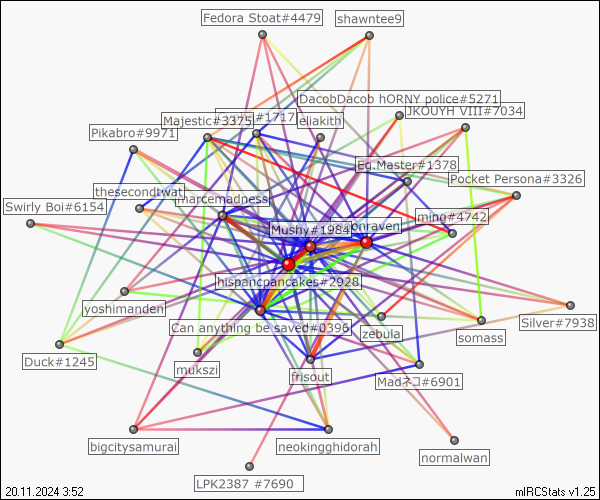 Fedora Stoat#4479
shawntee9
DacobDacob hORNY police#5271
JKOUYH VIII#7034
Majestic#3375
#1717
eliakith
Pikabro#9971
Ed.Master#1378
Pocket Persona#3326
thesecondtwat
marcemadness
Swirly Boi#6154
ming#4742
Mushy#1984
onraven
hispancpancakes#2928
yoshimanden
Can anything be saved#0396
Silver#7938
zebula
somass
Duck#1245
mukszi
frisout
Madネコ#6901
bigcitysamurai
neokingghidorah
normalwan
LPK2387 #7690
20.11.2024 3:52
mIRCStats v1.25